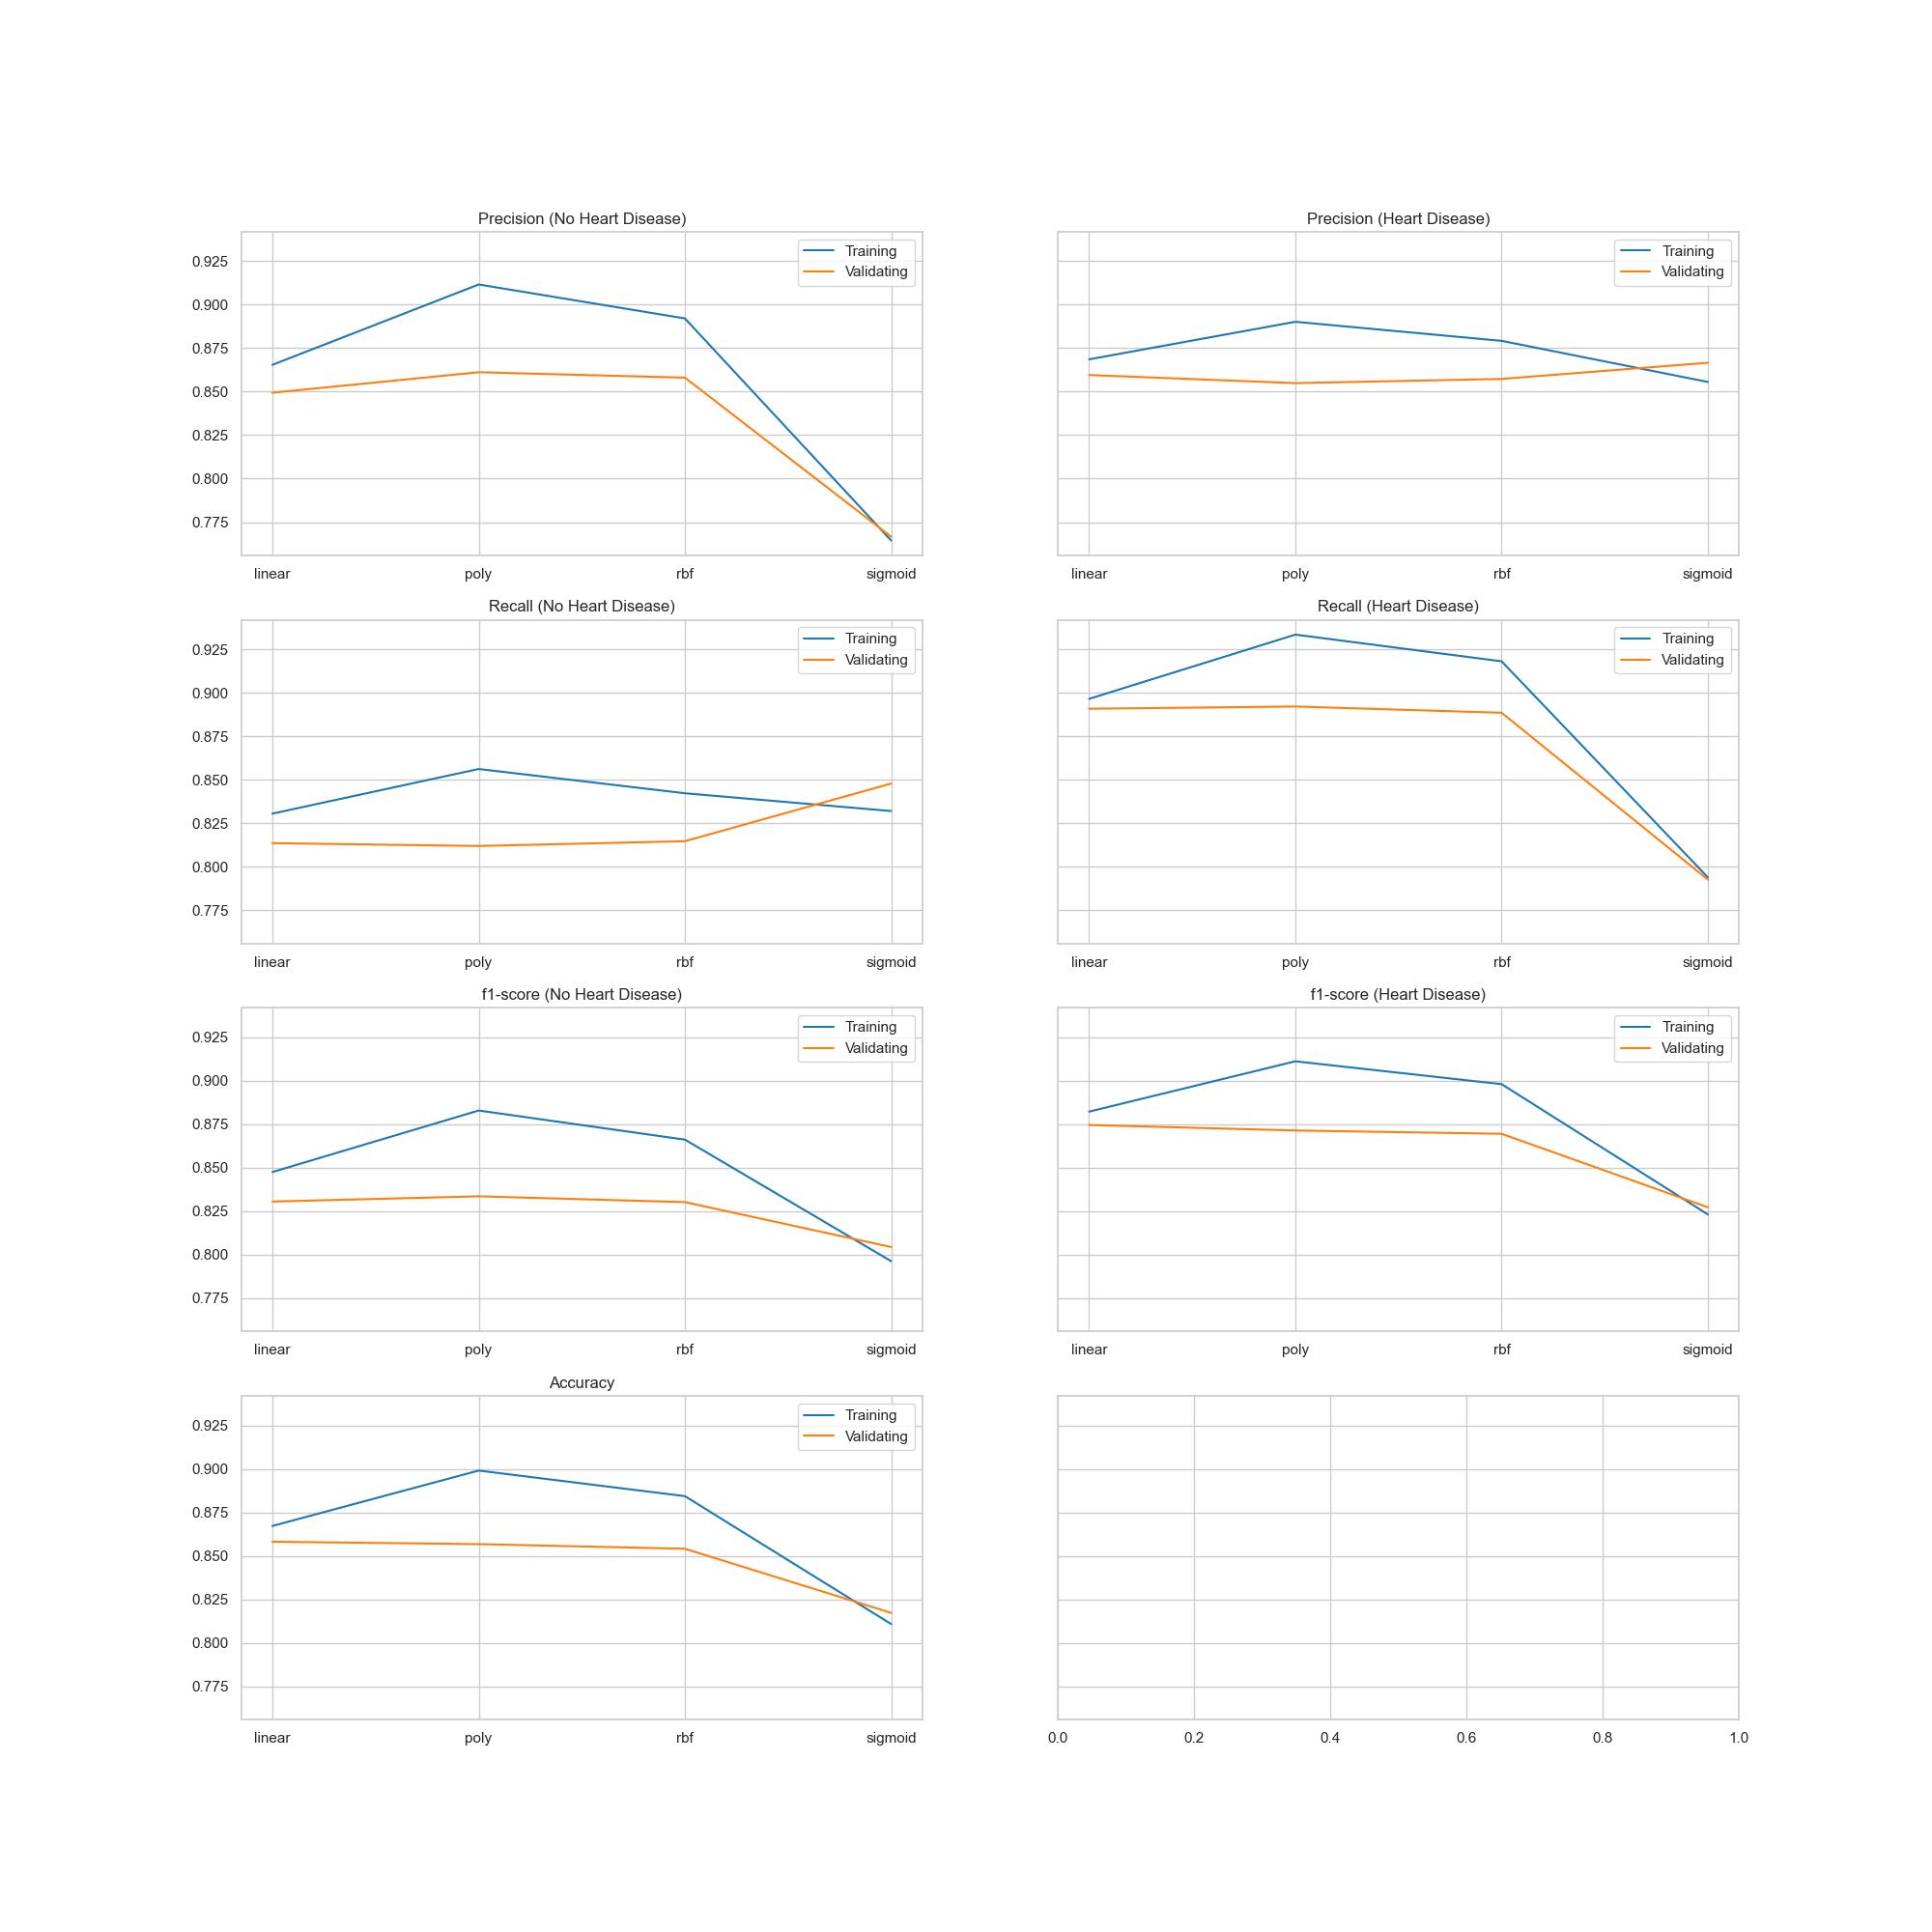 Precision (No Heart Disease)
0.925
0.900
0.875
0.850
0.825
0.800
0.775
Training
Validating
linear poly rbf sigmoid
Precision (Heart Disease)
Training
Validating
linear poly rbf sigmoid
Recall (No Heart Disease)
0.925
0.900
0.875
0.850
0.825
0.800
0.775
Training
Validating
linear poly rbf sigmoid
Recall (Heart Disease)
Training
Validating
linear poly rbf sigmoid
f1-score (No Heart Disease)
0.925
0.900
0.875
0.850
0.825
0.800
0.775
Training
Validating
linear poly rbf sigmoid
f1-score (Heart Disease)
Training
Validating
linear poly rbf sigmoid
Accuracy
0.925
0.900
0.875
0.850
0.825
0.800
0.775
Training
Validating
linear poly rbf sigmoid
0.0 0.2 0.4 0.6 0.8 1.0